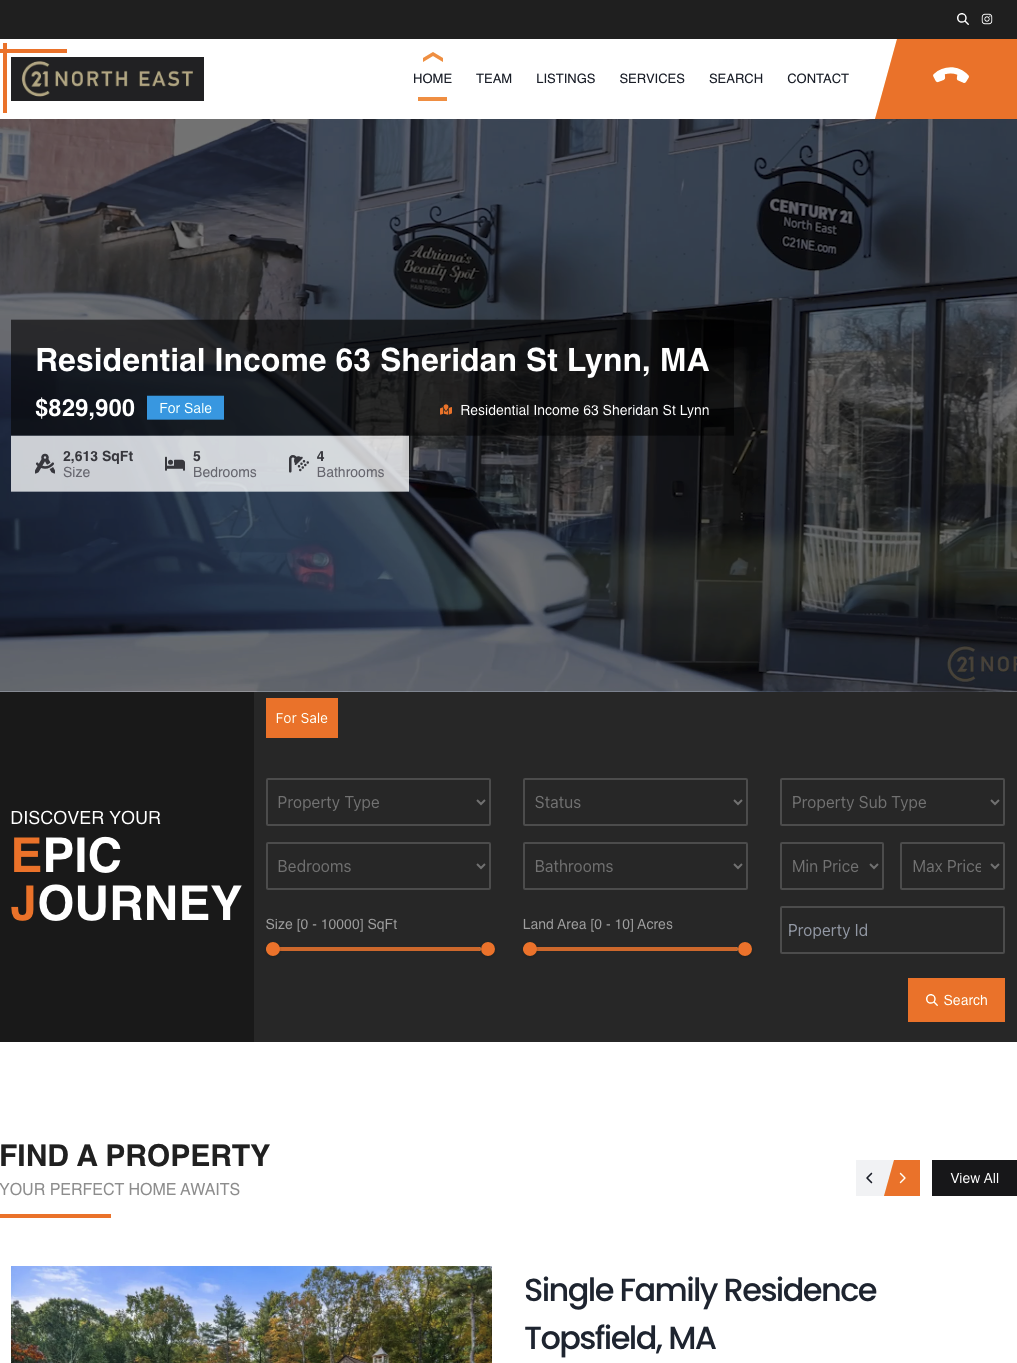 21 NORTH EAST
HOME
TEAM
LISTINGS
SERVICES
SEARCH
CONTACT
Adriana's
Beauty Spot
CENTURY 21
North East
C21NE.com
Residential Income 63 Sheridan St Lynn, MA
$829,900
For Sale
Residential Income 63 Sheridan St Lynn
2,613 SqFt
Size
5
Bedrooms
4
Bathrooms
21 NO
For Sale
DISCOVER YOUR
EPIC
JOURNEY
Property Type
Status
Property Sub Type
Bedrooms
Bathrooms
Min Price
Max Price
Size [0 - 10000] SqFt
Land Area [0 - 10] Acres
Property Id
Search
FIND A PROPERTY
YOUR PERFECT HOME AWAITS
View All
Single Family Residence
Topsfield, MA